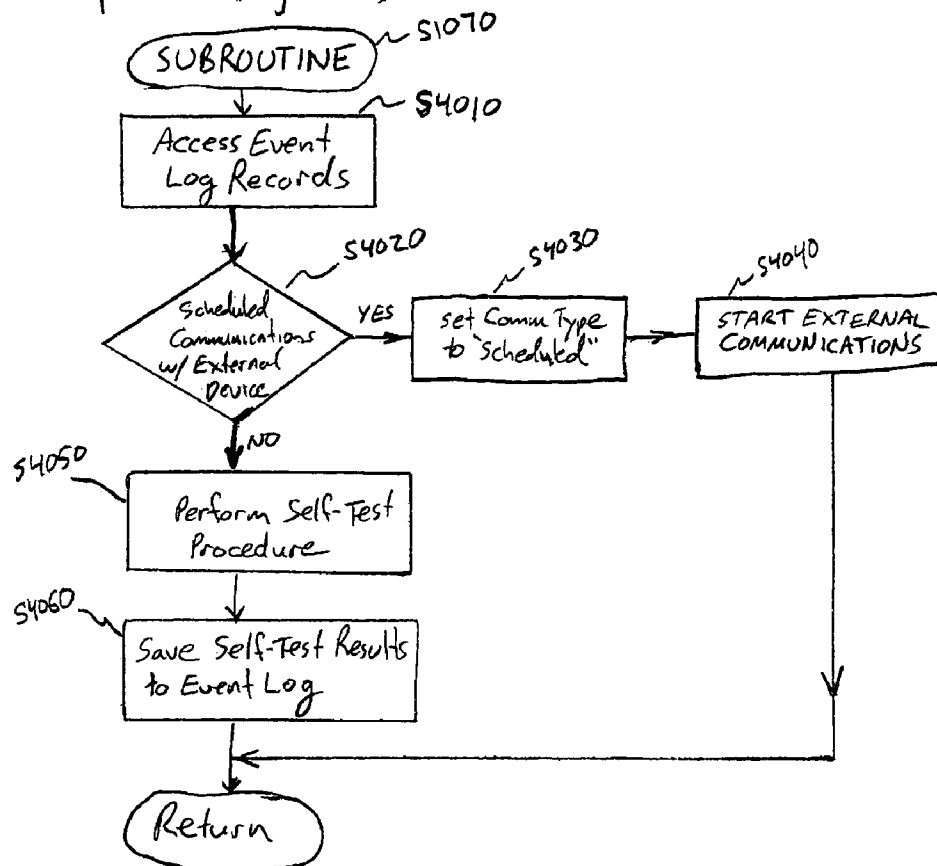 SUBROUTINE
S1070
S4010
Access Event
Log Records
S4020
Scheduled
Communications
w/ External
Device
YES
S4030
set Comm Type
to "Scheduled"
S4040
START EXTERNAL
COMMUNICATIONS
NO
S4050
Perform Self-Test
Procedure
S4060
Save Self-Test Results
to Event Log
Return